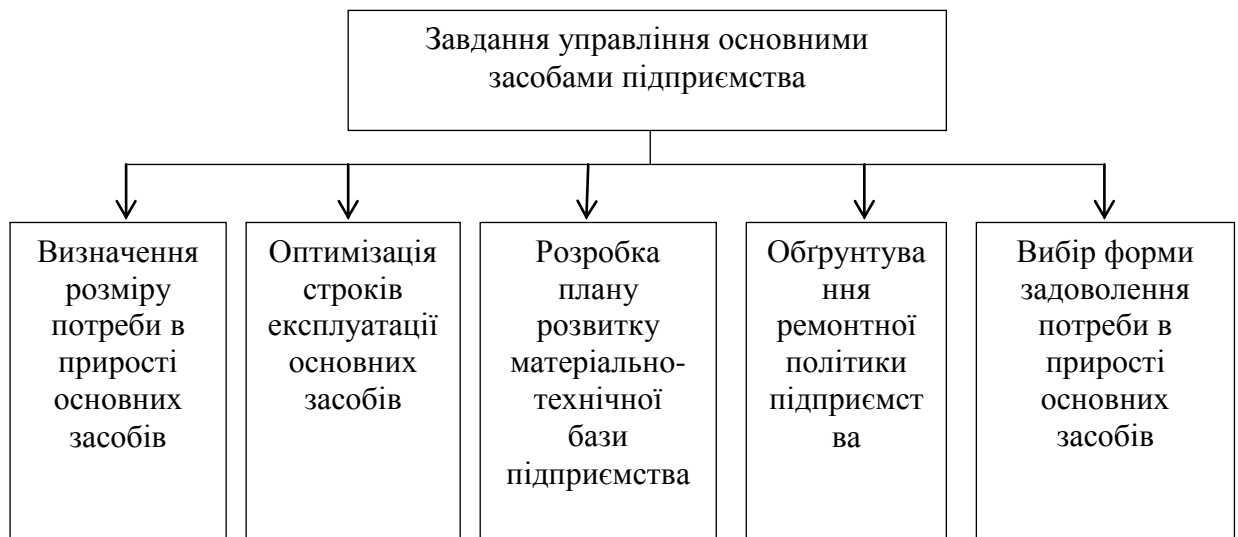 Завдання управління основними
засобами підприємства
Визначення
розміру
потреби в
прирості
основних
засобів
Оптимізація
строків
експлуатації
основних
засобів
Розробка
плану
розвитку
матеріально-
технічної
бази
підприємства
Обґрунтува
ння
ремонтної
політики
підприємст
ва
Вибір форми
задоволення
потреби в
прирості
основних
засобів